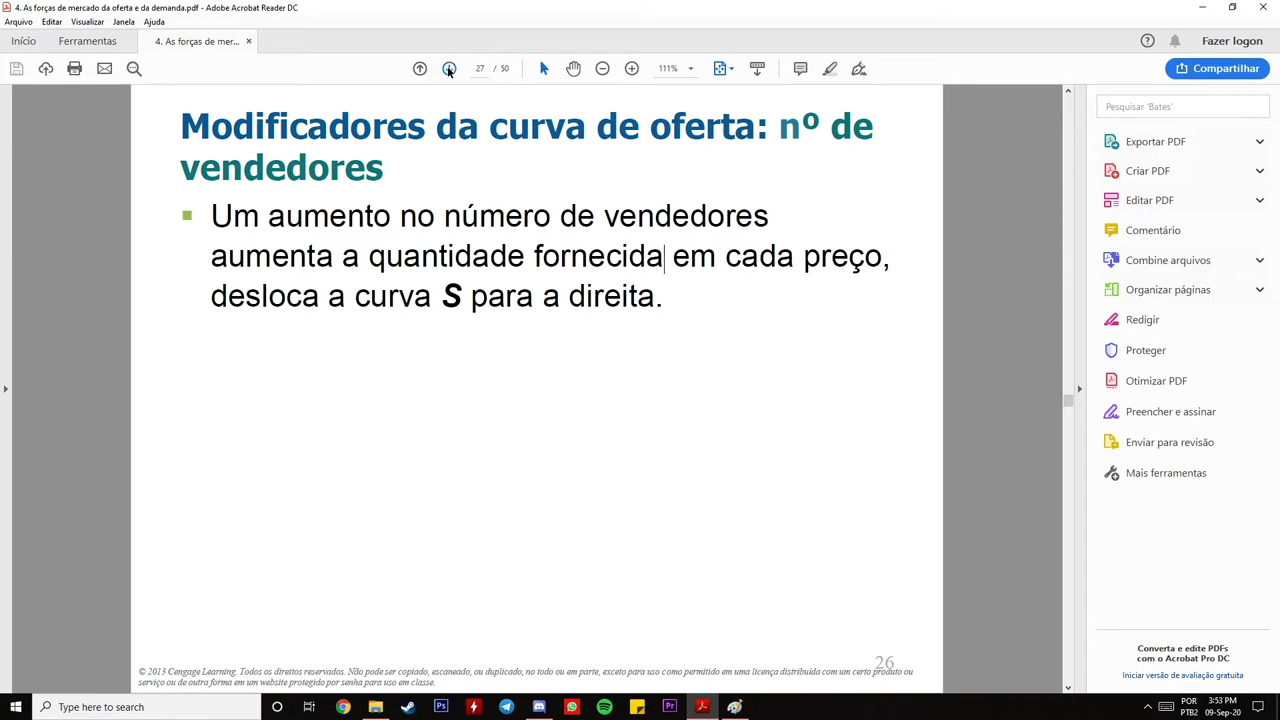 4. As forças de mercado da oferta e da demanda.pdf - Adobe Acrobat Reader DC
Arquivo Editar Visualizar Janela Ajuda
Início Ferramentas 4. As forças de mer... × Fazer logon
27 / 50 111% Compartilhar
Modificadores da curva de oferta: nº de
vendedores
Um aumento no número de vendedores
aumenta a quantidade fornecida em cada preço,
desloca a curva S para a direita.
26
© 2013 Cengage Learning. Todos os direitos reservados. Não pode ser copiado, escaneado, ou duplicado, no todo ou em parte, exceto para uso como permitido em uma licença distribuída com um certo produto ou
serviço ou de outra forma em um website protegido por senha para uso em classe.
Pesquisar 'Bates'
Exportar PDF
Criar PDF
Editar PDF
Comentário
Combine arquivos
Organizar páginas
Redigir
Proteger
Otimizar PDF
Preencher e assinar
Enviar para revisão
Mais ferramentas
Converta e edite PDFs
com o Acrobat Pro DC
Iniciar versão de avaliação gratuita
Type here to search
Ps Pr
POR 3:53 PM
PTB2 09-Sep-20